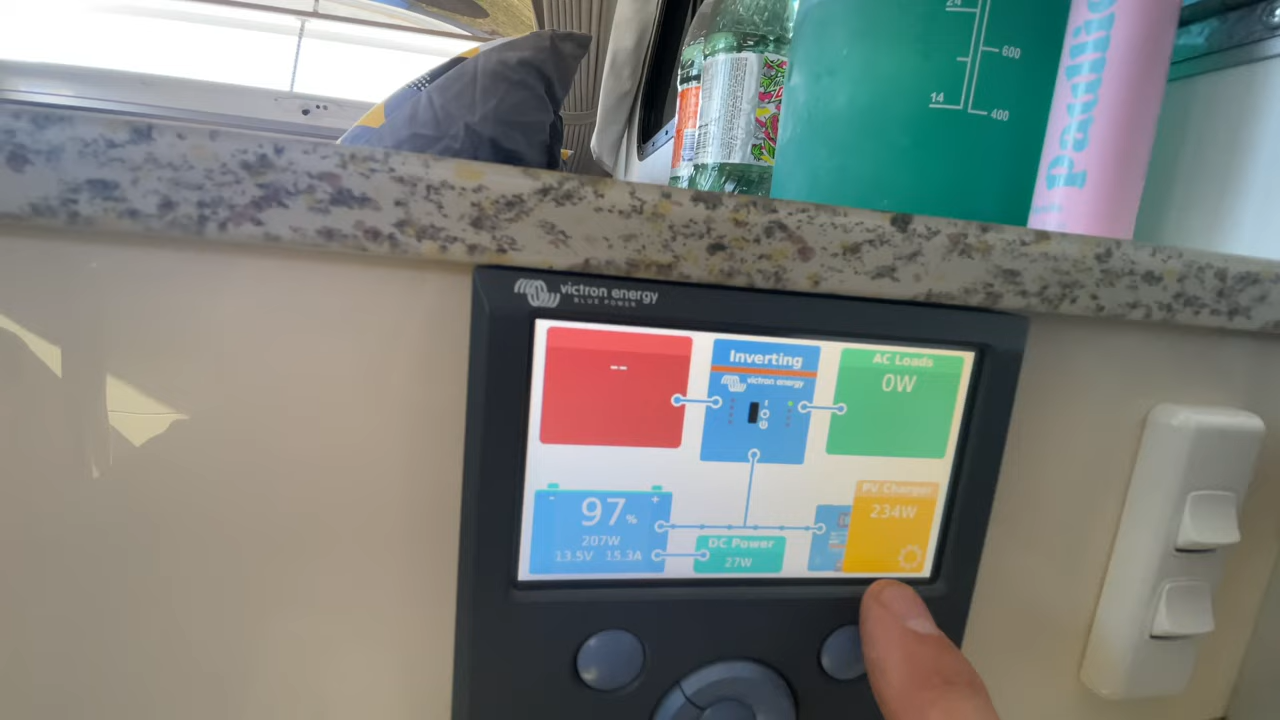 24
600
14
400
Pannie
victron energy
BLUE POWER
--
Inverting
victron energy
AC Loads
0W
97%
207W
13.5V 15.3A
DC Power
27W
PV Charger
234W